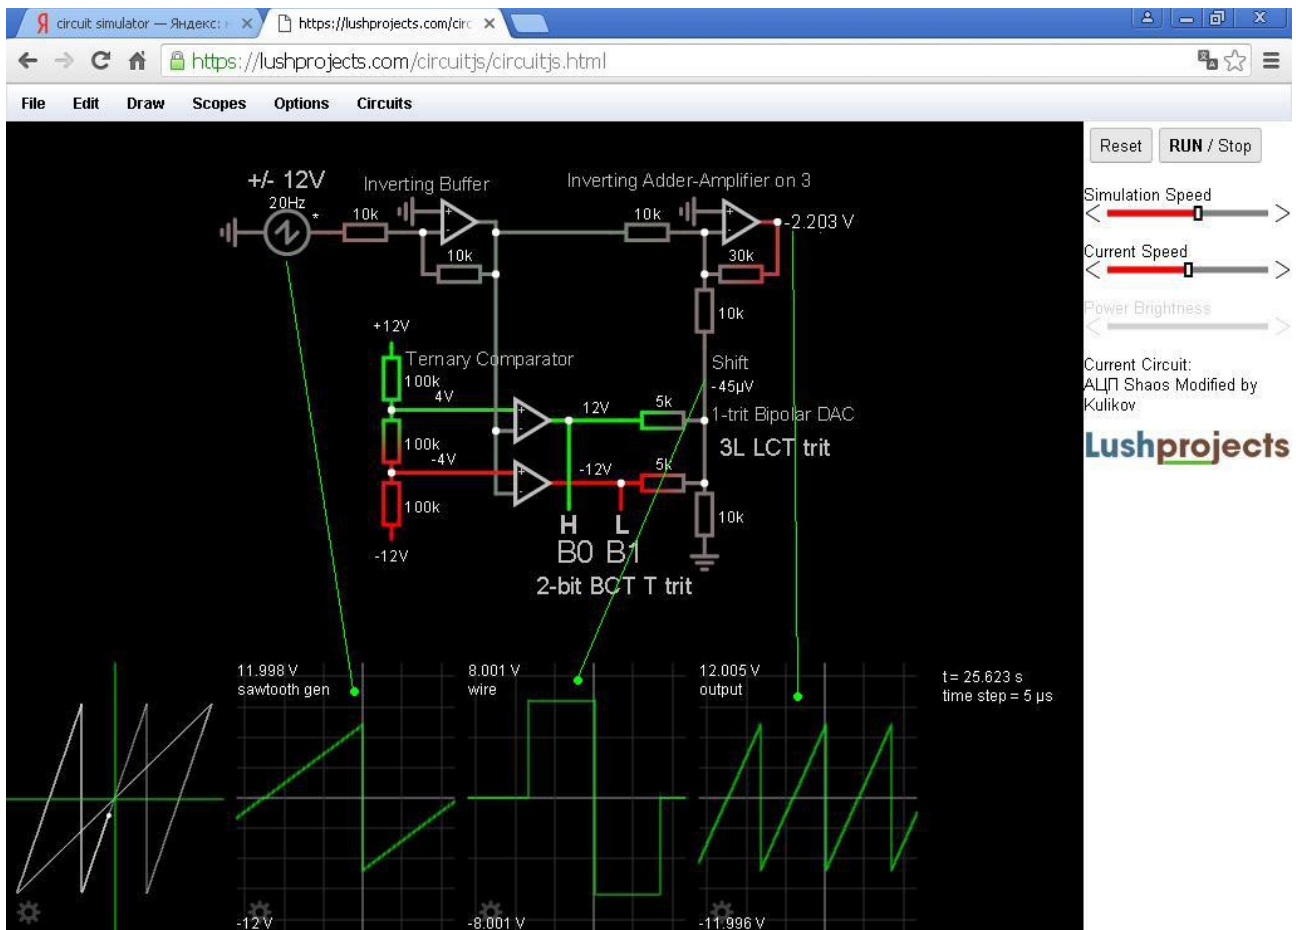 circuit simulator — Яндекс: н
https://lushprojects.com/circ
https://lushprojects.com/circuitjs/circuitjs.html
File Edit Draw Scopes Options Circuits
Reset RUN / Stop
Simulation Speed
Current Speed
Power Brightness
Current Circuit:
АЦП Shaos Modified by
Kulikov
Lushprojects
+/- 12V
20Hz
*
10k
Inverting Buffer
10k
Inverting Adder-Amplifier on 3
10k
-2.203 V
30k
10k
+12V
Ternary Comparator
100k
4V
100k
-4V
100k
-12V
12V
-12V
5k
5k
Shift
-45µV
1-trit Bipolar DAC
3L LCT trit
10k
H L
B0 B1
2-bit BCT T trit
11.998 V
sawtooth gen
-12 V
8.001 V
wire
-8.001 V
12.005 V
output
-11.996 V
t= 25.623 s
time step = 5 µs